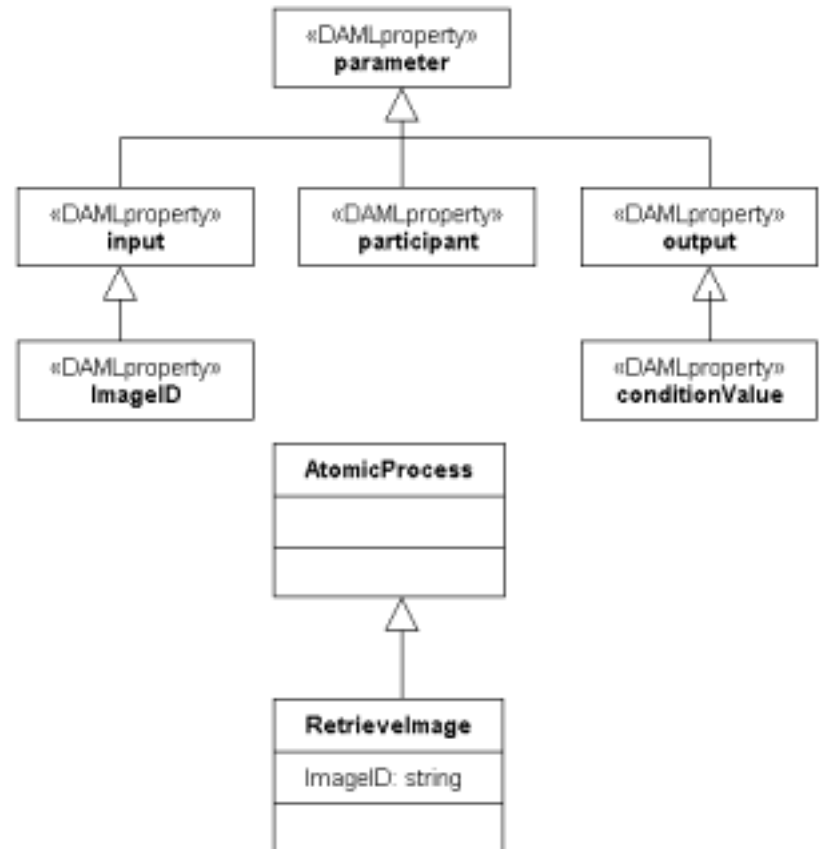 «DAMLproperty»
parameter
«DAMLproperty»
input
«DAMLproperty»
participant
«DAMLproperty»
output
«DAMLproperty»
ImageID
«DAMLproperty»
conditionValue
AtomicProcess
RetrieveImage
ImageID: string